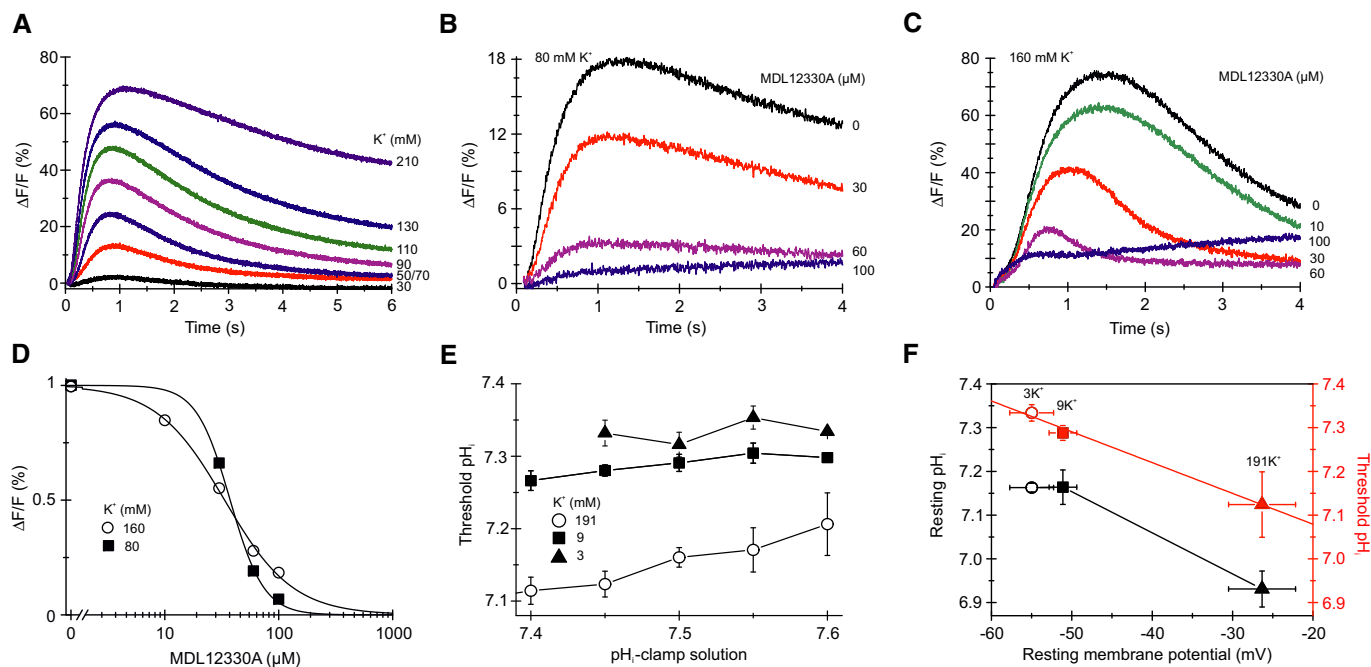 A
80
60
40
20
0
ΔF/F (%)
K⁺ (mM)
210
130
110
90
50/70
30
0 1 2 3 4 5 6
Time (s)
B
80 mM K⁺
MDL12330A (µM)
18
12
6
0
ΔF/F (%)
0
30
60
100
0 1 2 3 4
Time (s)
C
160 mM K⁺
MDL12330A (µM)
80
60
40
20
0
ΔF/F (%)
0
10
100
30
60
0 1 2 3 4
Time (s)
D
1
0.5
0
ΔF/F (%)
K⁺ (mM)
160
80
0 10 100 1000
MDL12330A (µM)
E
7.4
7.3
7.2
7.1
Threshold pHᵢ
K⁺ (mM)
191
9
3
7.4 7.5 7.6
pHᵢ-clamp solution
F
7.4
7.3
7.2
7.1
7.0
6.9
Resting pHᵢ
3K⁺
9K⁺
191K⁺
7.4
7.3
7.2
7.1
7.0
6.9
Threshold pHᵢ
-60 -50 -40 -30 -20
Resting membrane potential (mV)